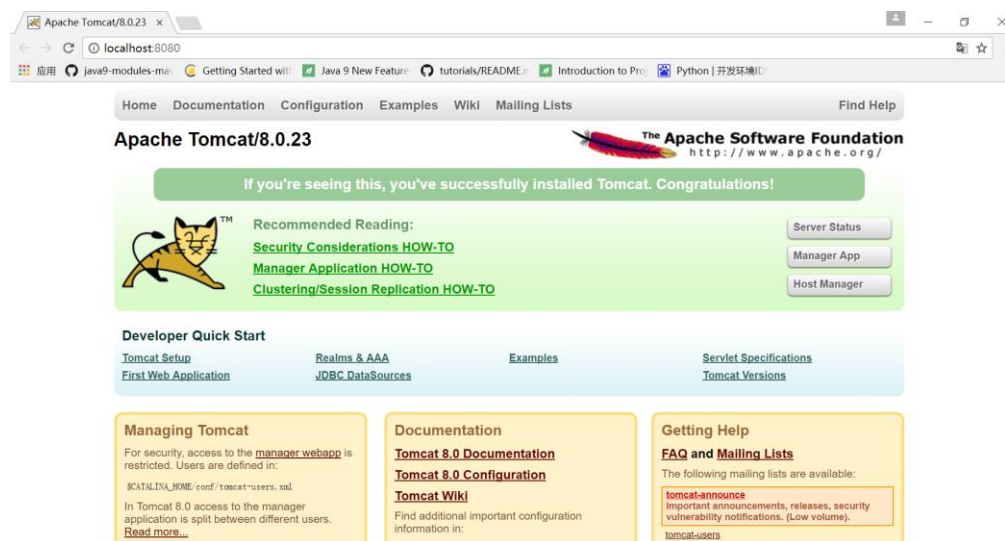 Apache Tomcat/8.0.23
localhost:8080
应用 java9-modules-ma Getting Started wit Java 9 New Feature tutorials/README. Introduction to Pro Python | 开发环境ID
Home Documentation Configuration Examples Wiki Mailing Lists Find Help
Apache Tomcat/8.0.23
The Apache Software Foundation
http://www.apache.org/
If you're seeing this, you've successfully installed Tomcat. Congratulations!
TM
Recommended Reading:
Security Considerations HOW-TO
Manager Application HOW-TO
Clustering/Session Replication HOW-TO
Server Status
Manager App
Host Manager
Developer Quick Start
Tomcat Setup
First Web Application
Realms & AAA
JDBC DataSources
Examples
Servlet Specifications
Tomcat Versions
Managing Tomcat
For security, access to the manager webapp is
restricted. Users are defined in:
$CATALINA_HOME/conf/tomcat-users.xml
In Tomcat 8.0 access to the manager
application is split between different users.
Read more...
Documentation
Tomcat 8.0 Documentation
Tomcat 8.0 Configuration
Tomcat Wiki
Find additional important configuration
information in:
Getting Help
FAQ and Mailing Lists
The following mailing lists are available:
tomcat-announce
Important announcements, releases, security
vulnerability notifications. (Low volume).
tomcat-users